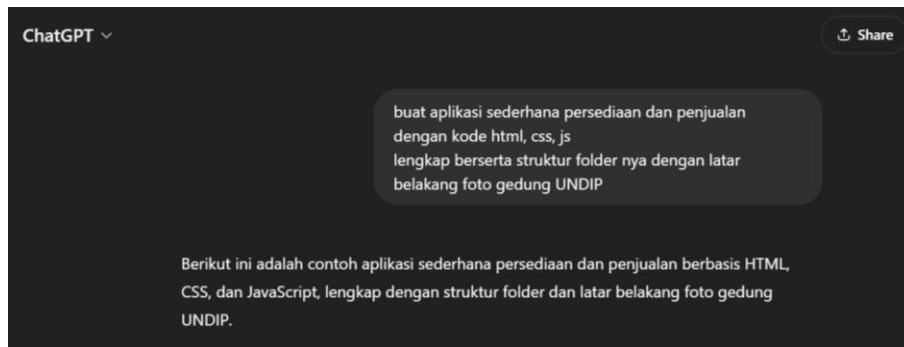 ChatGPT
Share
buat aplikasi sederhana persediaan dan penjualan
dengan kode html, css, js
lengkap berserta struktur folder nya dengan latar
belakang foto gedung UNDIP
Berikut ini adalah contoh aplikasi sederhana persediaan dan penjualan berbasis HTML,
CSS, dan JavaScript, lengkap dengan struktur folder dan latar belakang foto gedung
UNDIP.